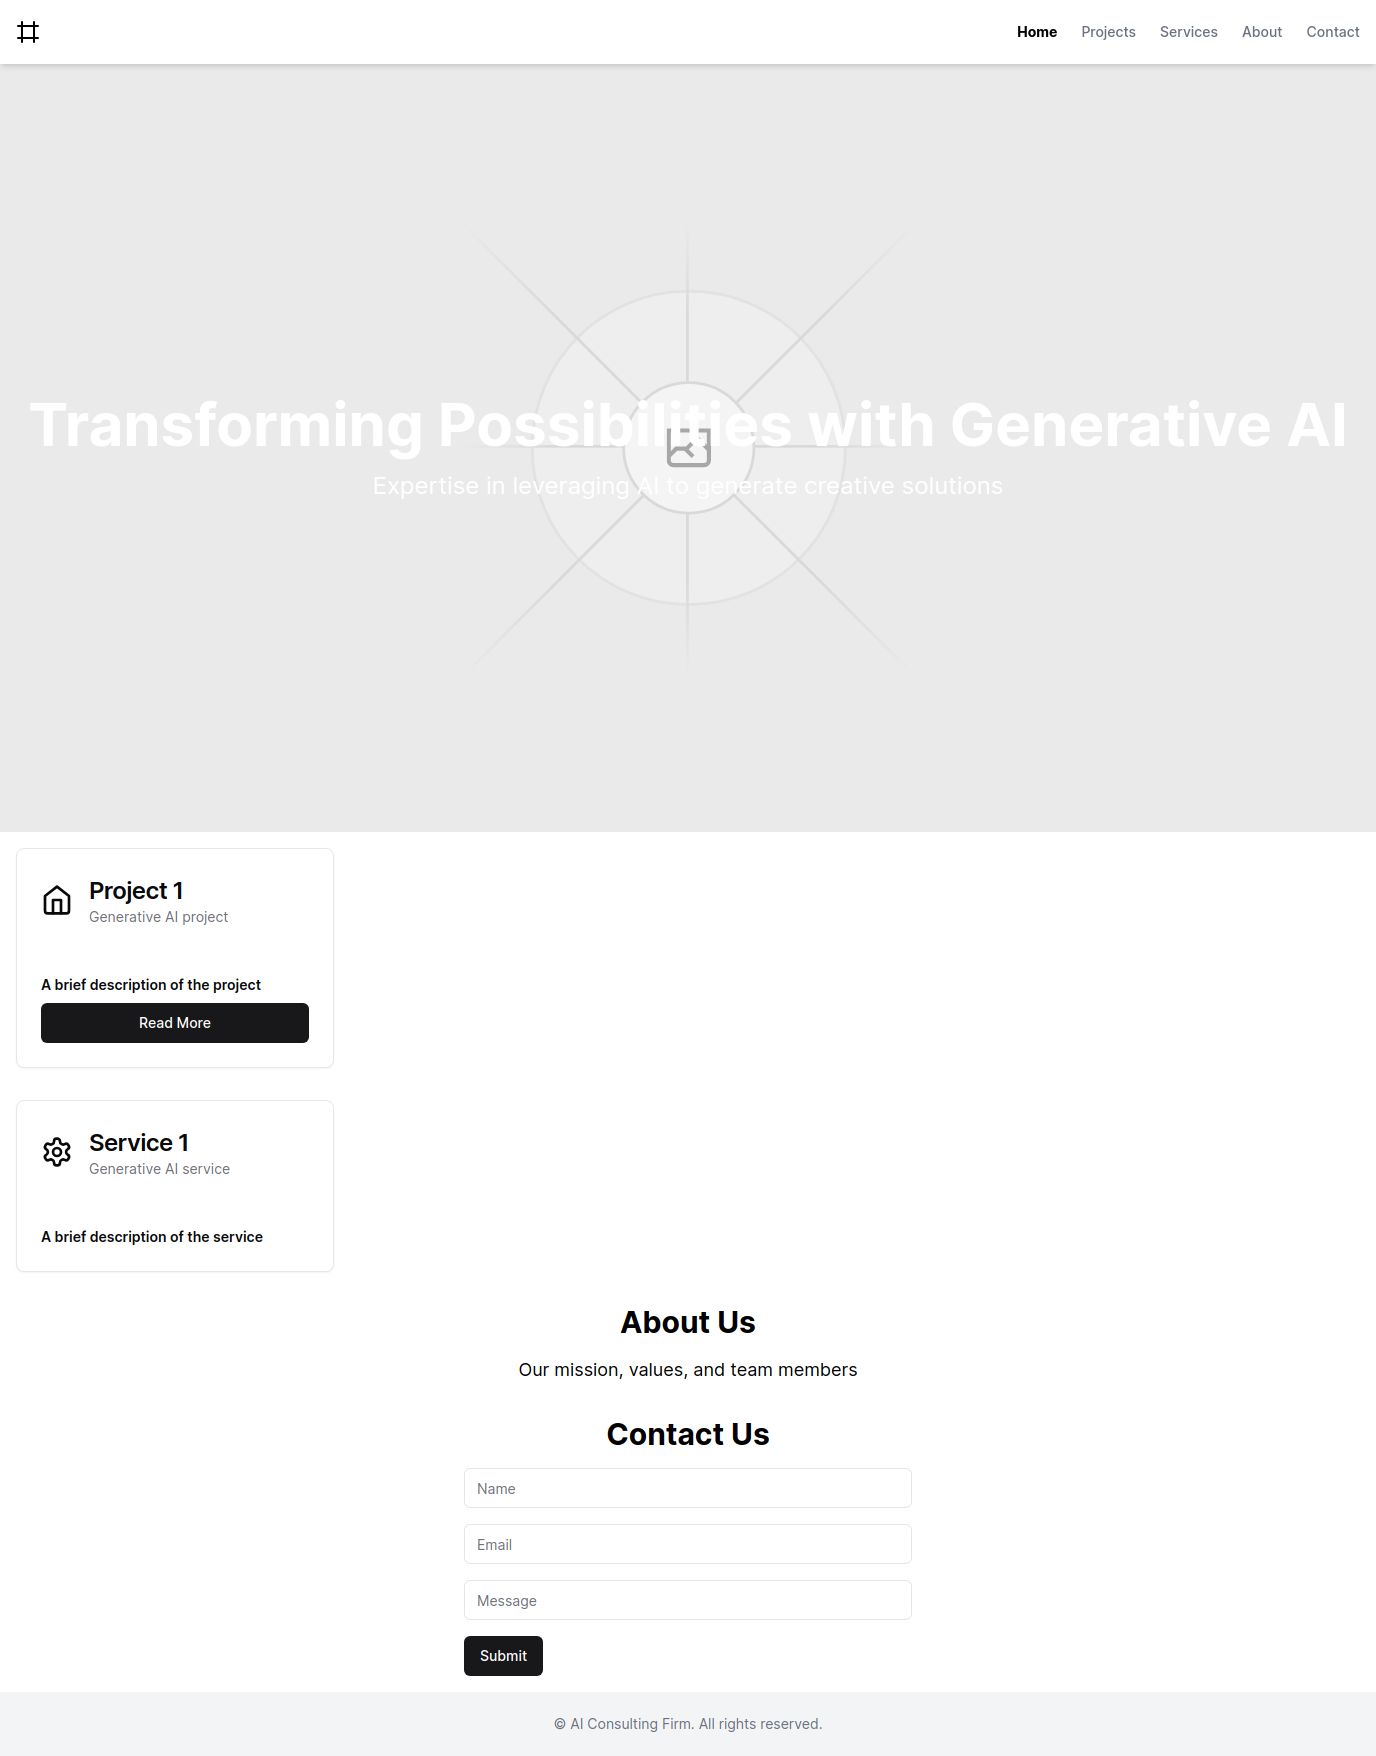 Home Projects Services About Contact
Transforming Possibilities with Generative AI
Expertise in leveraging AI to generate creative solutions
Project 1
Generative AI project
A brief description of the project
Read More
Service 1
Generative AI service
A brief description of the service
About Us
Our mission, values, and team members
Contact Us
Name
Email
Message
Submit
© AI Consulting Firm. All rights reserved.